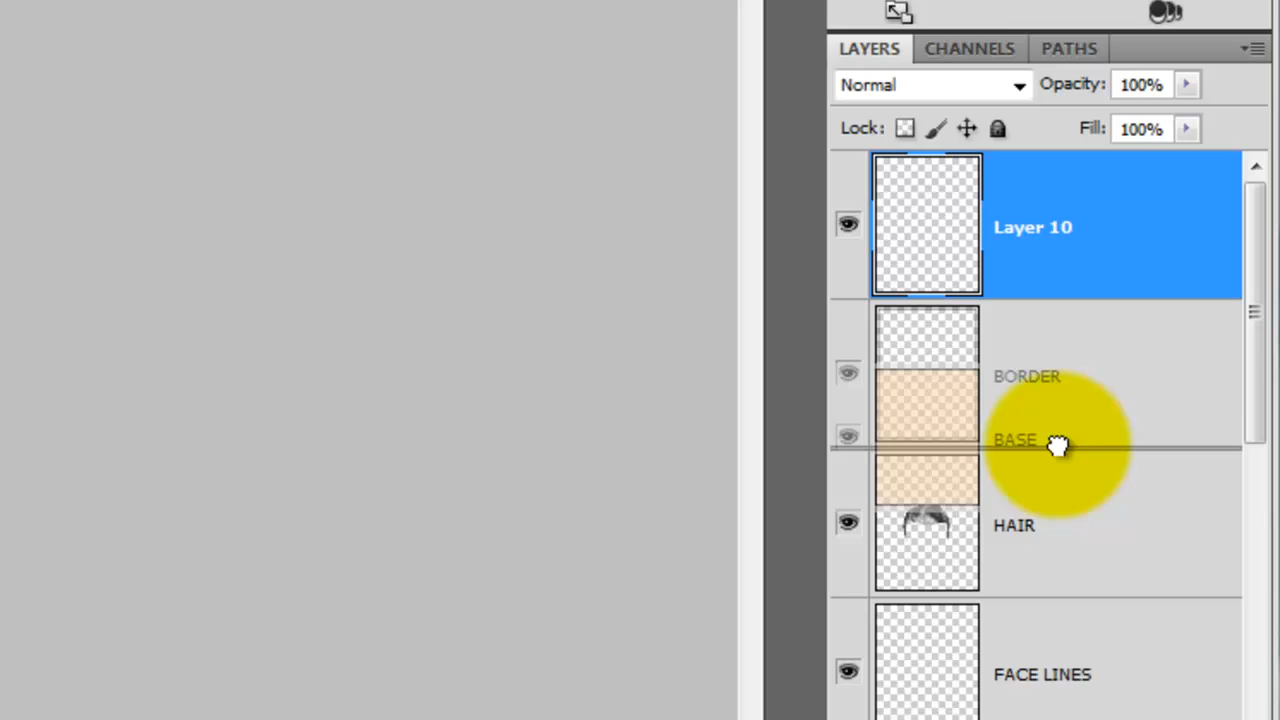 LAYERS CHANNELS PATHS
Normal Opacity: 100%
Lock: Fill: 100%
Layer 10
BORDER
BASE
HAIR
FACE LINES